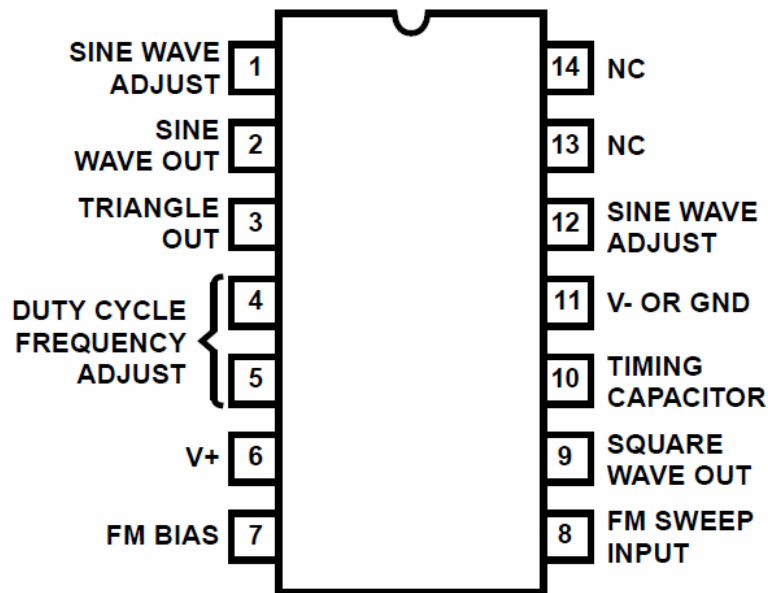 SINE WAVE
ADJUST
1
SINE
WAVE OUT
2
TRIANGLE
OUT
3
DUTY CYCLE
FREQUENCY
ADJUST
4
5
V+
6
FM BIAS
7
14
NC
13
NC
12
SINE WAVE
ADJUST
11
V- OR GND
10
TIMING
CAPACITOR
9
SQUARE
WAVE OUT
8
FM SWEEP
INPUT